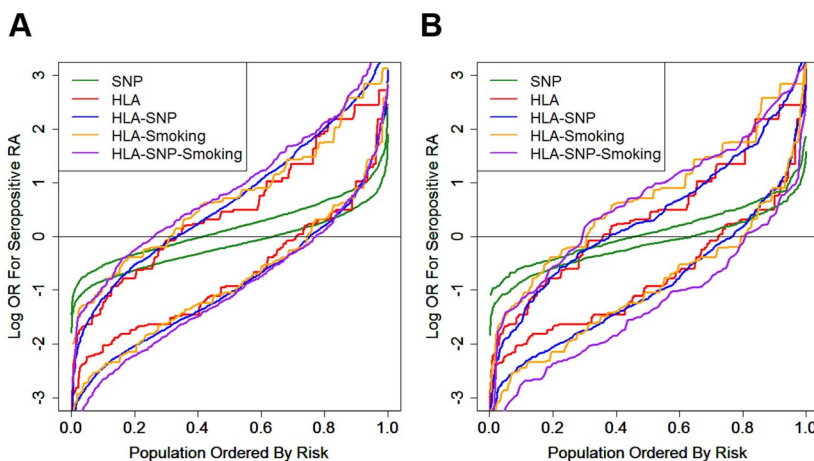 A
B
SNP
HLA
HLA-SNP
HLA-Smoking
HLA-SNP-Smoking
Log OR For Seropositive RA
3
2
1
0
-1
-2
-3
0.0 0.2 0.4 0.6 0.8 1.0
Population Ordered By Risk
SNP
HLA
HLA-SNP
HLA-Smoking
HLA-SNP-Smoking
Log OR For Seropositive RA
3
2
1
0
-1
-2
-3
0.0 0.2 0.4 0.6 0.8 1.0
Population Ordered By Risk